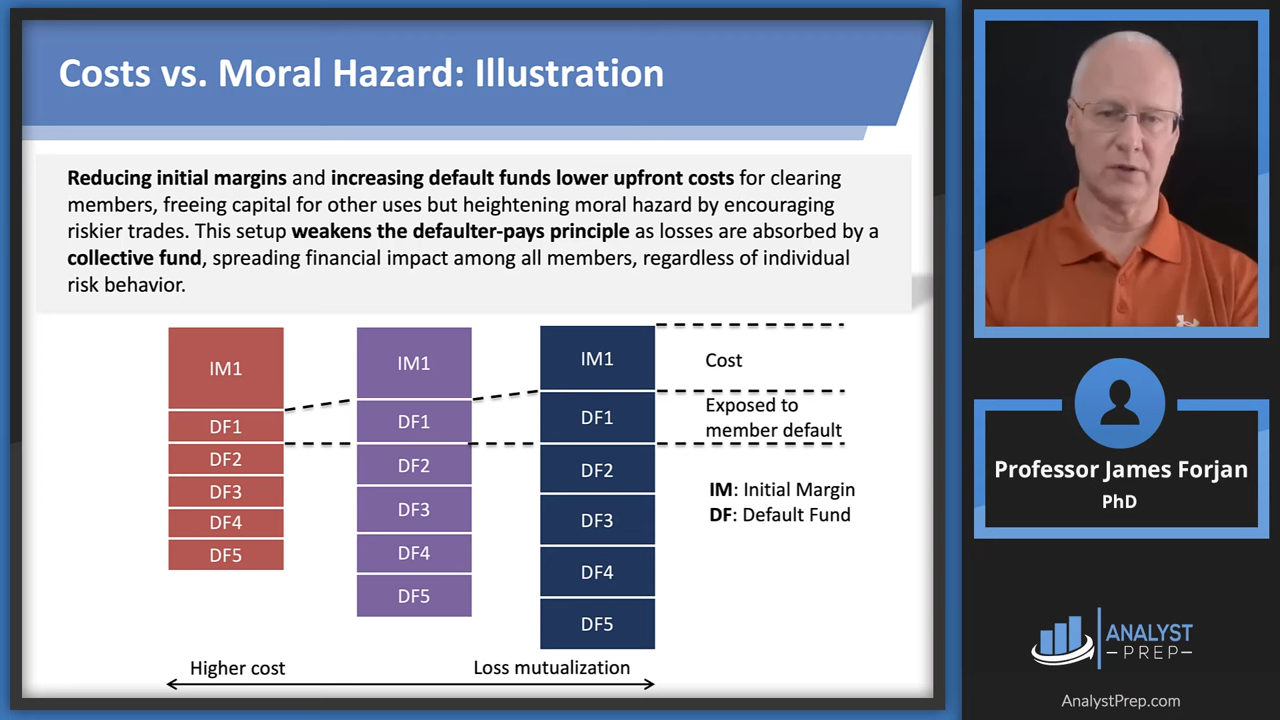 Costs vs. Moral Hazard: Illustration
Reducing initial margins and increasing default funds lower upfront costs for clearing
members, freeing capital for other uses but heightening moral hazard by encouraging
riskier trades. This setup weakens the defaulter-pays principle as losses are absorbed by a
collective fund, spreading financial impact among all members, regardless of individual
risk behavior.
IM1
DF1
DF2
DF3
DF4
DF5
IM1
DF1
DF2
DF3
DF4
DF5
IM1
DF1
DF2
DF3
DF4
DF5
Cost
Exposed to
member default
IM: Initial Margin
DF: Default Fund
Higher cost
Loss mutualization
Professor James Forjan
PhD
ANALYST
PREP
AnalystPrep.com